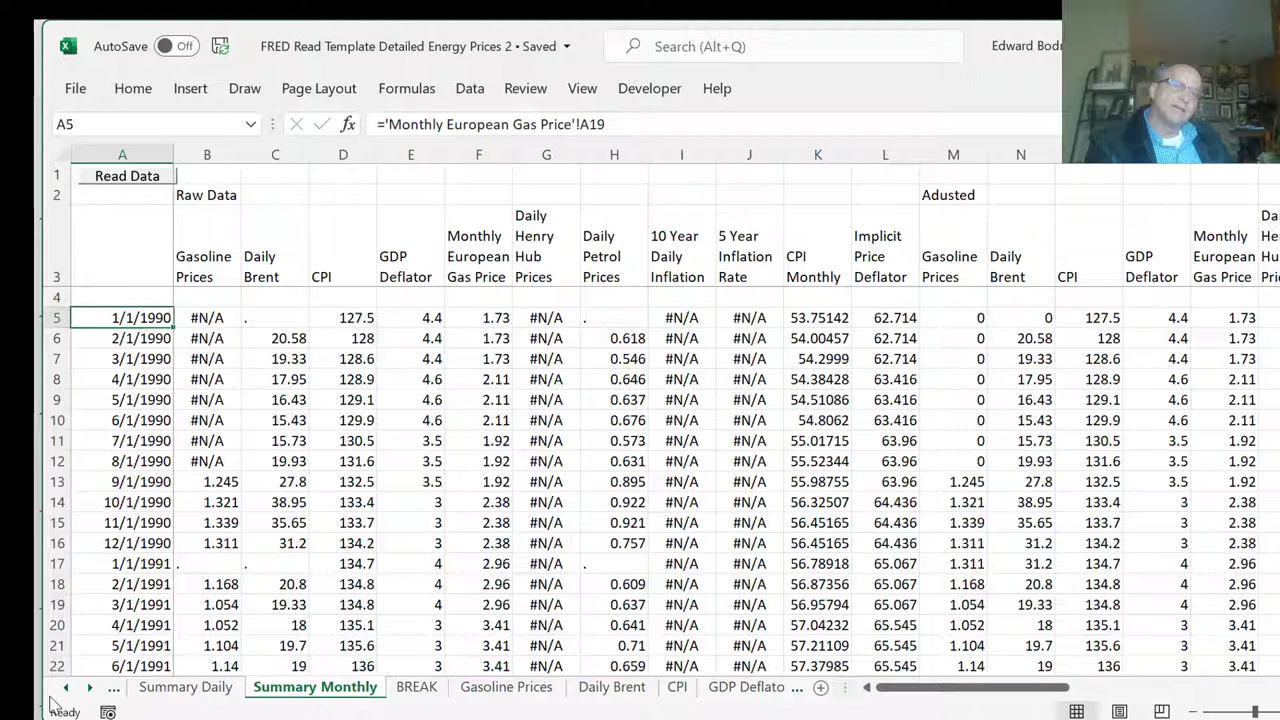 AutoSave Off FRED Read Template Detailed Energy Prices 2 • Saved Search (Alt+Q) Edward Bod
File Home Insert Draw Page Layout Formulas Data Review View Developer Help
A5 fx ='Monthly European Gas Price'!A19
A B C D E F G H I J K L M N
1 Read Data
2 Raw Data Adusted
3 Gasoline Prices Daily Brent CPI GDP Deflator Monthly European Gas Price Daily Henry Hub Prices Daily Petrol Prices 10 Year Daily Inflation 5 Year Inflation Rate CPI Monthly Implicit Price Deflator Gasoline Prices Daily Brent CPI GDP Deflator Monthly European Gas Price
4
5 1/1/1990 #N/A . 127.5 4.4 1.73 #N/A . #N/A #N/A 53.75142 62.714 0 0 127.5 4.4 1.73
6 2/1/1990 #N/A 20.58 128 4.4 1.73 #N/A 0.618 #N/A #N/A 54.00457 62.714 0 20.58 128 4.4 1.73
7 3/1/1990 #N/A 19.33 128.6 4.4 1.73 #N/A 0.546 #N/A #N/A 54.2999 62.714 0 19.33 128.6 4.4 1.73
8 4/1/1990 #N/A 17.95 128.9 4.6 2.11 #N/A 0.646 #N/A #N/A 54.38428 63.416 0 17.95 128.9 4.6 2.11
9 5/1/1990 #N/A 16.43 129.1 4.6 2.11 #N/A 0.637 #N/A #N/A 54.51086 63.416 0 16.43 129.1 4.6 2.11
10 6/1/1990 #N/A 15.43 129.9 4.6 2.11 #N/A 0.676 #N/A #N/A 54.8062 63.416 0 15.43 129.9 4.6 2.11
11 7/1/1990 #N/A 15.73 130.5 3.5 1.92 #N/A 0.573 #N/A #N/A 55.01715 63.96 0 15.73 130.5 3.5 1.92
12 8/1/1990 #N/A 19.93 131.6 3.5 1.92 #N/A 0.631 #N/A #N/A 55.52344 63.96 0 19.93 131.6 3.5 1.92
13 9/1/1990 1.245 27.8 132.5 3.5 1.92 #N/A 0.895 #N/A #N/A 55.98755 63.96 1.245 27.8 132.5 3.5 1.92
14 10/1/1990 1.321 38.95 133.4 3 2.38 #N/A 0.922 #N/A #N/A 56.32507 64.436 1.321 38.95 133.4 3 2.38
15 11/1/1990 1.339 35.65 133.7 3 2.38 #N/A 0.921 #N/A #N/A 56.45165 64.436 1.339 35.65 133.7 3 2.38
16 12/1/1990 1.311 31.2 134.2 3 2.38 #N/A 0.757 #N/A #N/A 56.45165 64.436 1.311 31.2 134.2 3 2.38
17 1/1/1991 . . 134.7 4 2.96 #N/A . #N/A #N/A 56.78918 65.067 1.311 31.2 134.7 4 2.96
18 2/1/1991 1.168 20.8 134.8 4 2.96 #N/A 0.609 #N/A #N/A 56.87356 65.067 1.168 20.8 134.8 4 2.96
19 3/1/1991 1.054 19.33 134.8 4 2.96 #N/A 0.637 #N/A #N/A 56.95794 65.067 1.054 19.33 134.8 4 2.96
20 4/1/1991 1.052 18 135.1 3 3.41 #N/A 0.641 #N/A #N/A 57.04232 65.545 1.052 18 135.1 3 3.41
21 5/1/1991 1.104 19.7 135.6 3 3.41 #N/A 0.71 #N/A #N/A 57.21109 65.545 1.104 19.7 135.6 3 3.41
22 6/1/1991 1.14 19 136 3 3.41 #N/A 0.659 #N/A #N/A 57.37985 65.545 1.14 19 136 3 3.41
... Summary Daily Summary Monthly BREAK Gasoline Prices Daily Brent CPI GDP Deflato ...
Ready